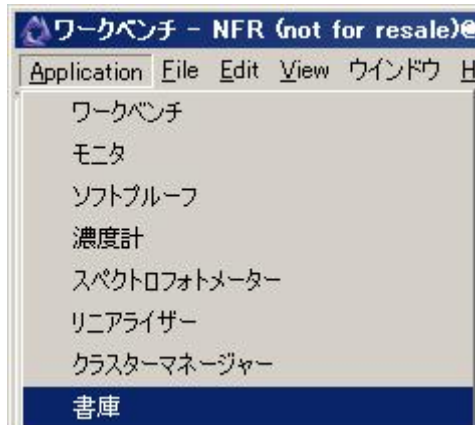 ワークベンチ - NFR (not for resale)@
Application File Edit View ウインドウ H
ワークベンチ
モニタ
ソフトプルーフ
濃度計
スペクトロフォトメーター
リニアライザー
クラスターマネージャー
書庫